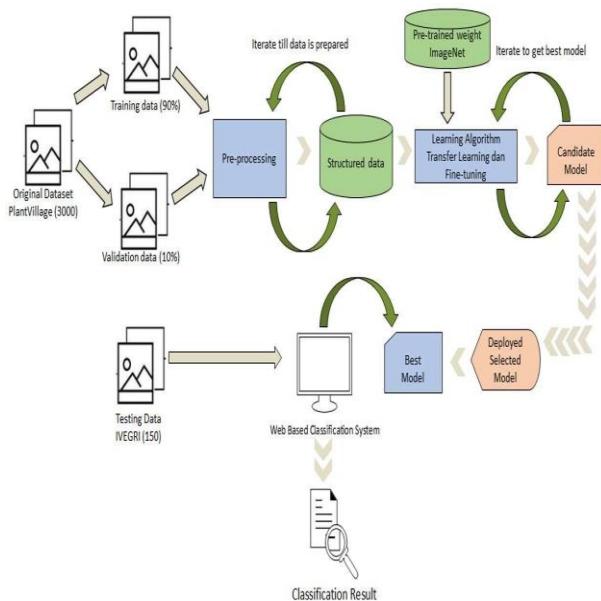 Iterate till data is prepared
Pre-trained weight
ImageNet
Iterate to get best model
Training data (90%)
Original Dataset
PlantVillage (3000)
Validation data (10%)
Pre-processing
Structured data
Learning Algorithm
Transfer Learning dan
Fine-tuning
Candidate
Model
Testing Data
IVEGRI (150)
Web Based Classification System
Best
Model
Deployed
Selected
Model
Classification Result